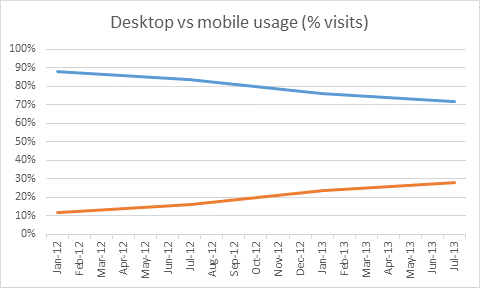 Desktop vs mobile usage (% visits)
100%
90%
80%
70%
60%
50%
40%
30%
20%
10%
0%
Jan-12
Feb-12
Mar-12
Apr-12
May-12
Jun-12
Jul-12
Aug-12
Sep-12
Oct-12
Nov-12
Dec-12
Jan-13
Feb-13
Mar-13
Apr-13
May-13
Jun-13
Jul-13